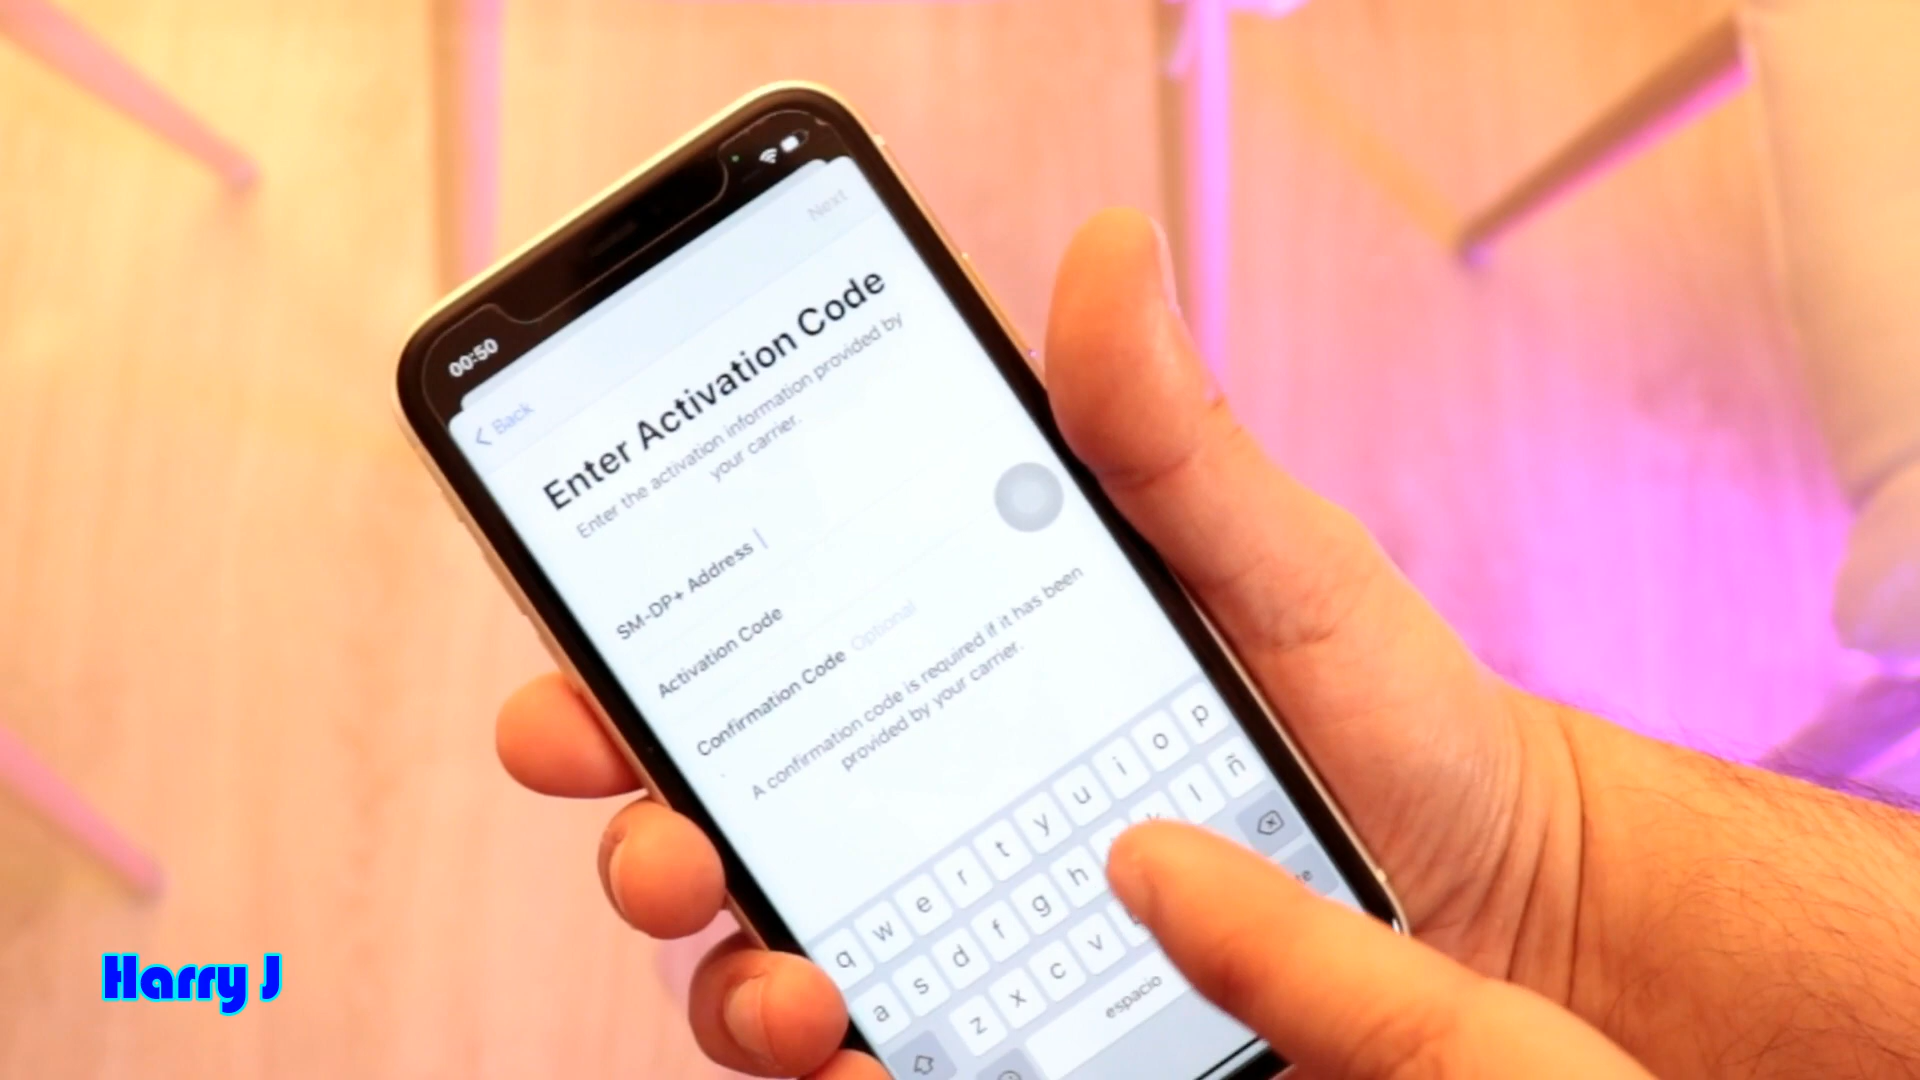 00:50
Back
Next
Enter Activation Code
Enter the activation information provided by
your carrier.
SM-DP+ Address
Activation Code
Confirmation Code Optional
A confirmation code is required if it has been
provided by your carrier.
q w e r t y u i o p
a s d f g h k l ñ
z x c v
espacio
Harry J